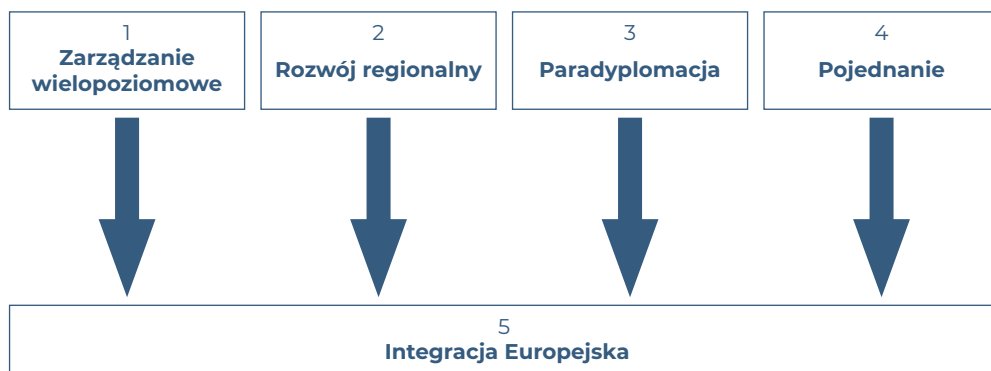 1
Zarządzanie
wielopoziomowe
2
Rozwój regionalny
3
Paradyplomacja
4
Pojednanie
5
Integracja Europejska